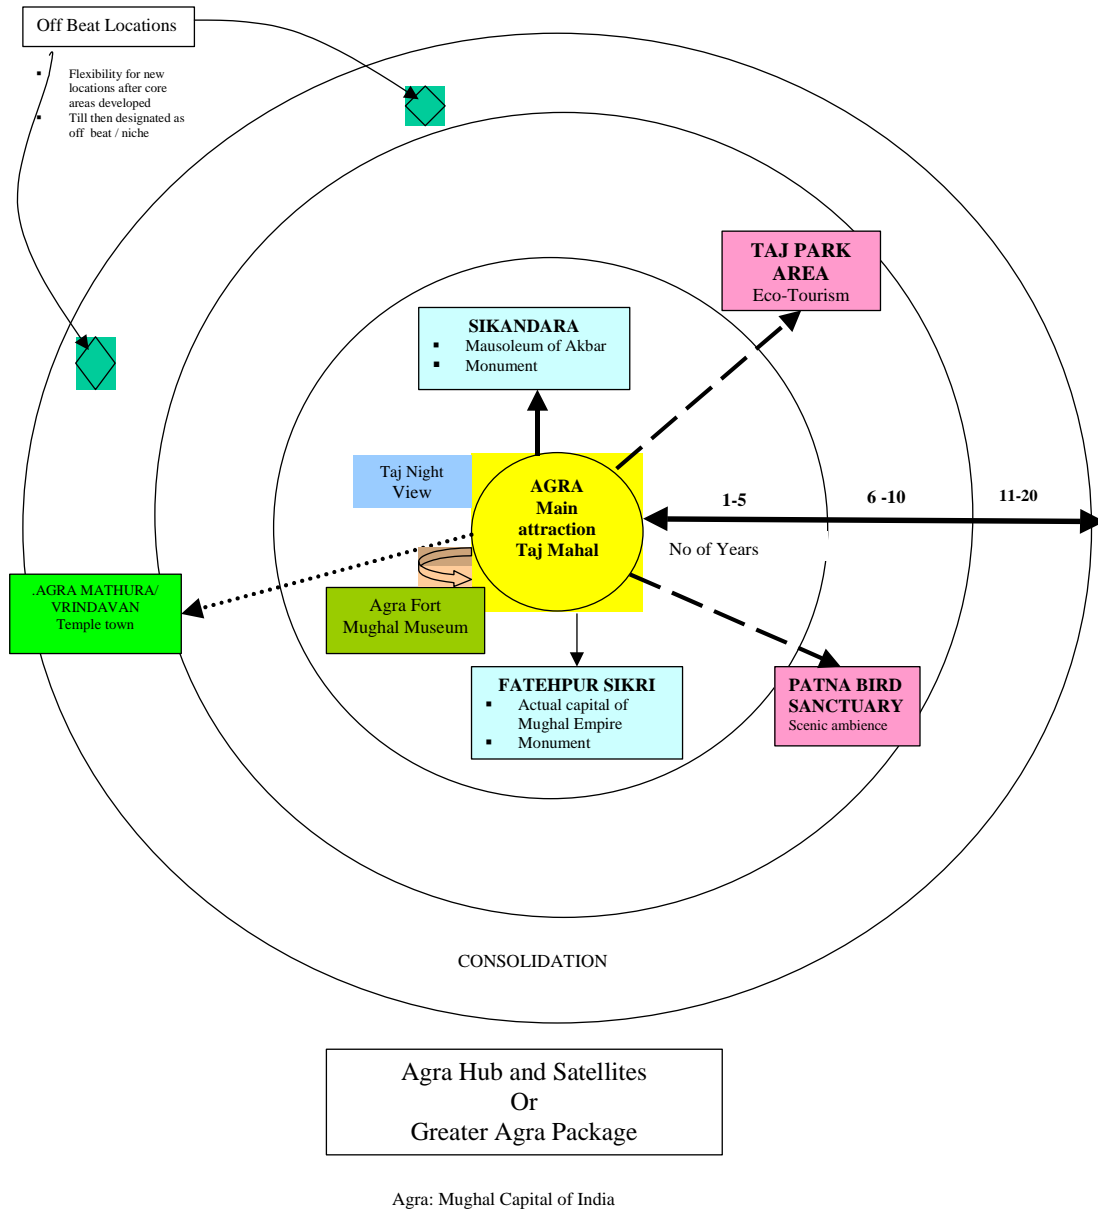 Off Beat Locations
▪ Flexibility for new
locations after core
areas developed
▪ Till then designated as
off beat / niche
TAJ PARK
AREA
Eco-Tourism
SIKANDARA
▪ Mausoleum of Akbar
▪ Monument
Taj Night
View
AGRA
Main
attraction
Taj Mahal
1-5
6 -10
11-20
No of Years
.AGRA MATHURA/
VRINDAVAN
Temple town
Agra Fort
Mughal Museum
FATEHPUR SIKRI
▪ Actual capital of
Mughal Empire
▪ Monument
PATNA BIRD
SANCTUARY
Scenic ambience
CONSOLIDATION
Agra Hub and Satellites
Or
Greater Agra Package
Agra: Mughal Capital of India